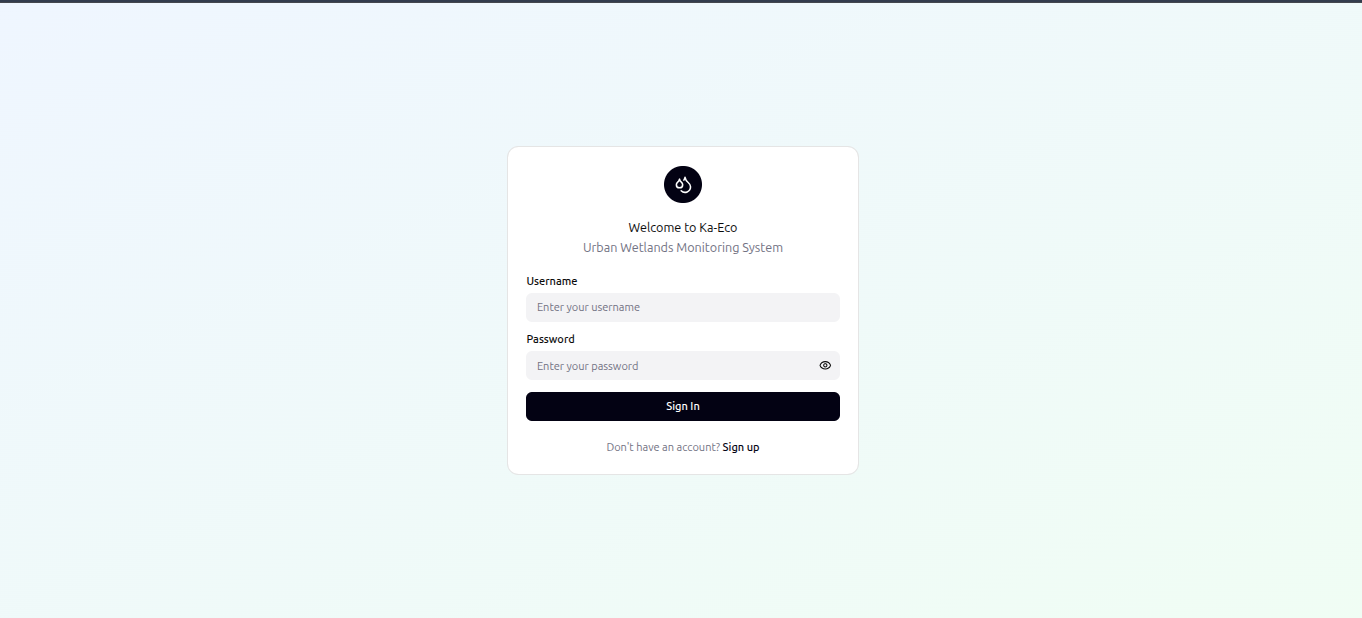 Welcome to Ka-Eco
Urban Wetlands Monitoring System
Username
Enter your username
Password
Enter your password
Sign In
Don't have an account? Sign up